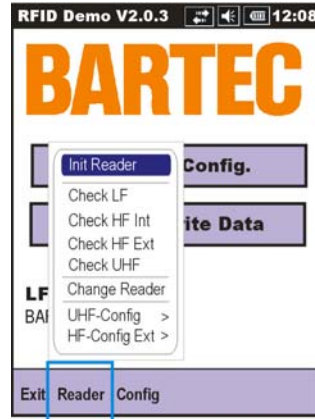 RFID Demo V2.0.3 12:08
BARTEC
Init Reader
Config.
Check LF
Check HF Int
ite Data
Check HF Ext
Check UHF
LF
Change Reader
BA
UHF-Config >
HF-Config Ext >
Exit Reader Config